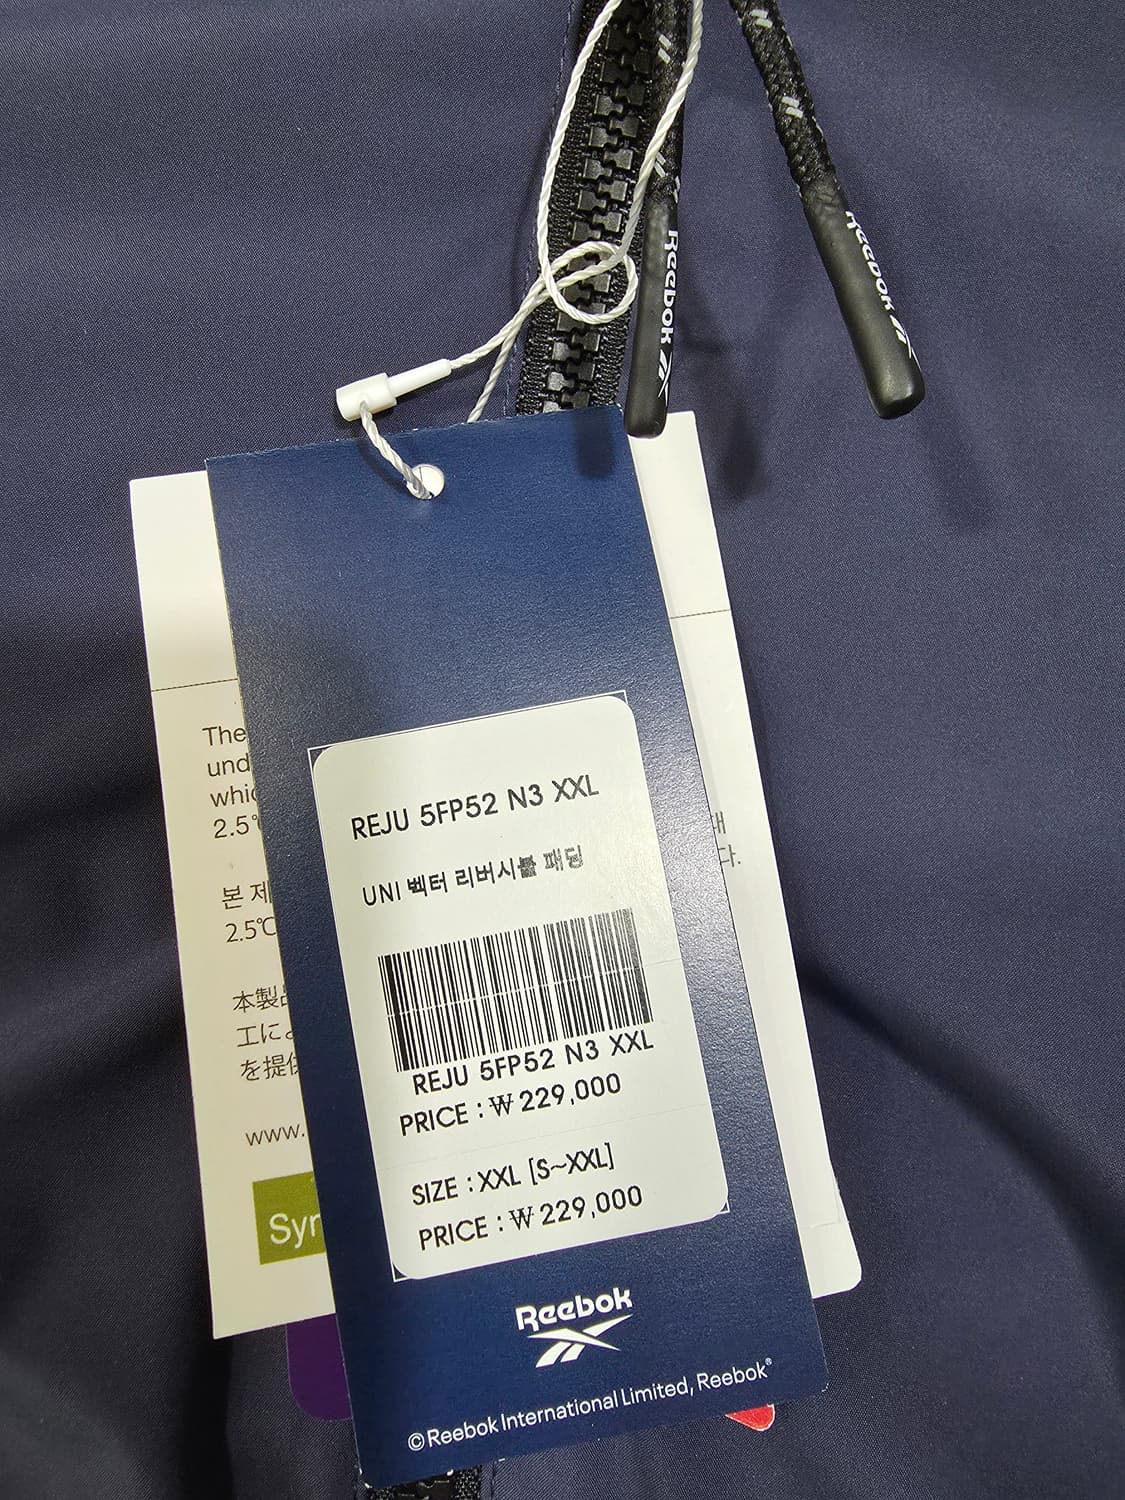 Reebok
Reebok
The
und
whic
2.5°
본 제
2.5℃
本製品
工によ
を提供
www.
Syn
다.
REJU 5FP52 N3 XXL
UNI 벡터 리버시블 패딩
REJU 5FP52 N3 XXL
PRICE : ₩ 229,000
SIZE : XXL [S~XXL]
PRICE : ₩ 229,000
Reebok
©Reebok International Limited, Reebok®